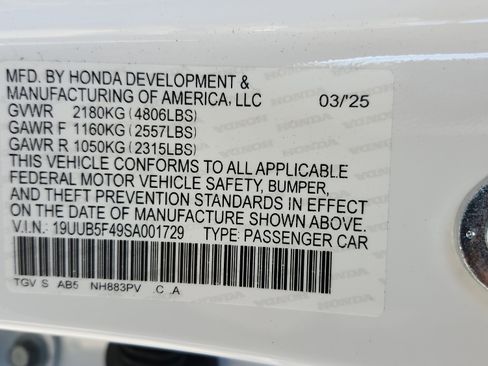 MFD. BY HONDA DEVELOPMENT &
MANUFACTURING OF AMERICA, LLC 03/'25
GVWR 2180KG (4806LBS)
GAWR F 1160KG (2557LBS)
GAWR R 1050KG (2315LBS)
THIS VEHICLE CONFORMS TO ALL APPLICABLE
FEDERAL MOTOR VEHICLE SAFETY, BUMPER,
AND THEFT PREVENTION STANDARDS IN EFFECT
ON THE DATE OF MANUFACTURE SHOWN ABOVE.
V.I.N.: 19UUB5F49SA001729 TYPE: PASSENGER CAR
TGV S AB5 NH883PV .C .A